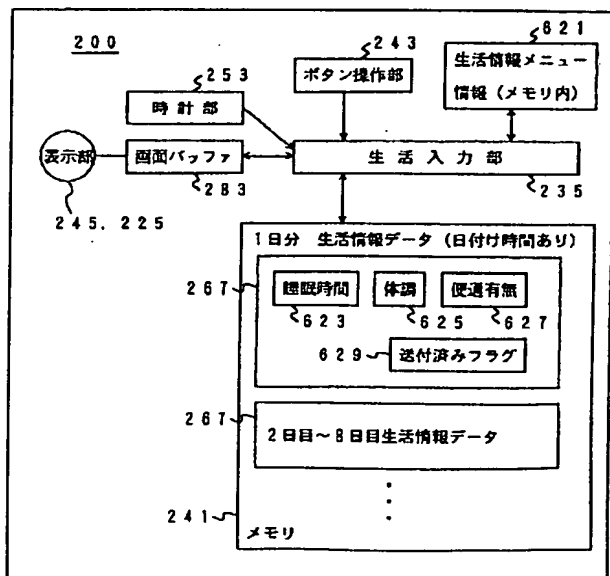 200
621
253
243
生活情報メニュー
情報（メモリ内）
ボタン操作部
時計部
表示部
画面バッファ
生活入力部
283
235
245, 225
1日分 生活情報データ（日付け時間あり）
267
睡眠時間
体調
便通有無
623
625
627
629
送付済みフラグ
267
2日目～8日目生活情報データ
241
メモリ